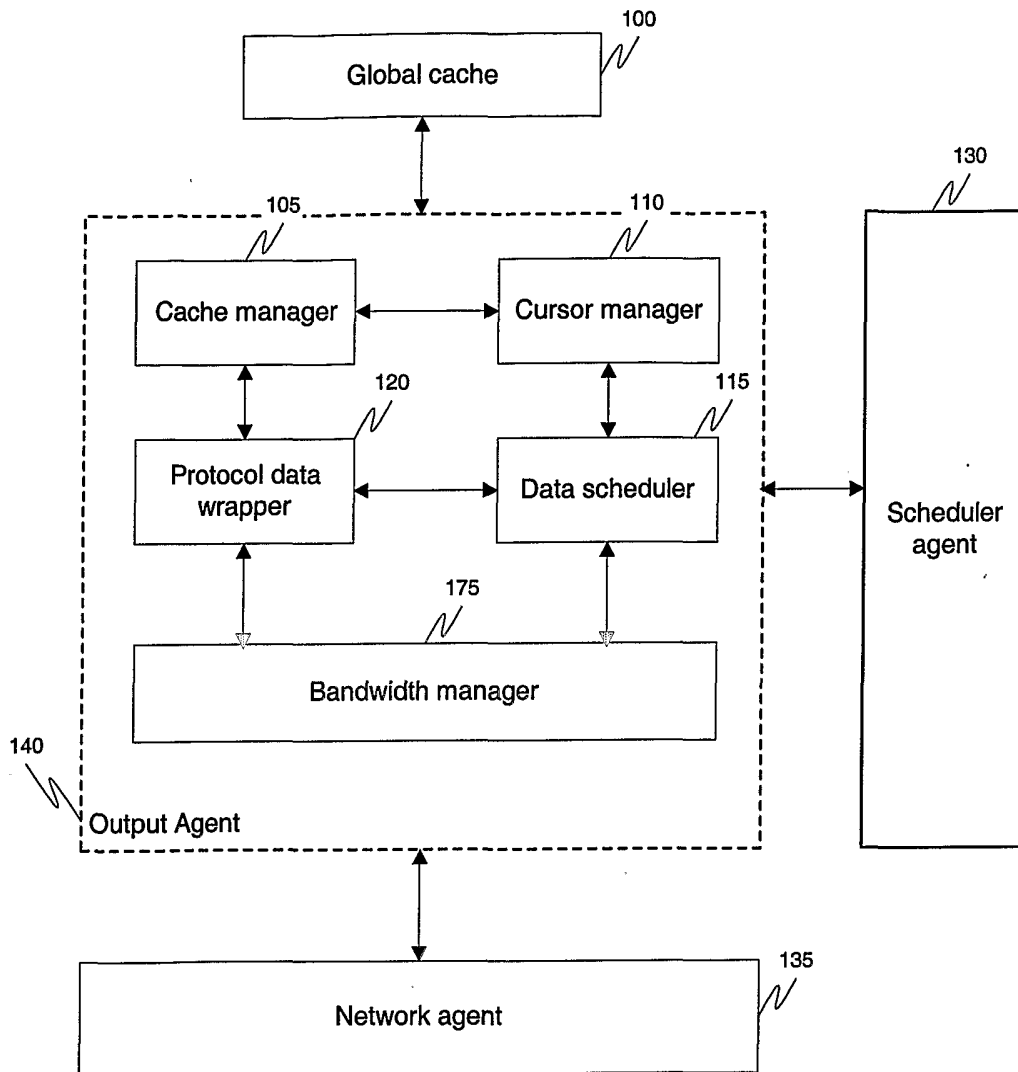 100
Global cache
130
105
110
Cache manager
Cursor manager
120
115
Protocol data
wrapper
Data scheduler
Scheduler
agent
175
Bandwidth manager
140
Output Agent
135
Network agent